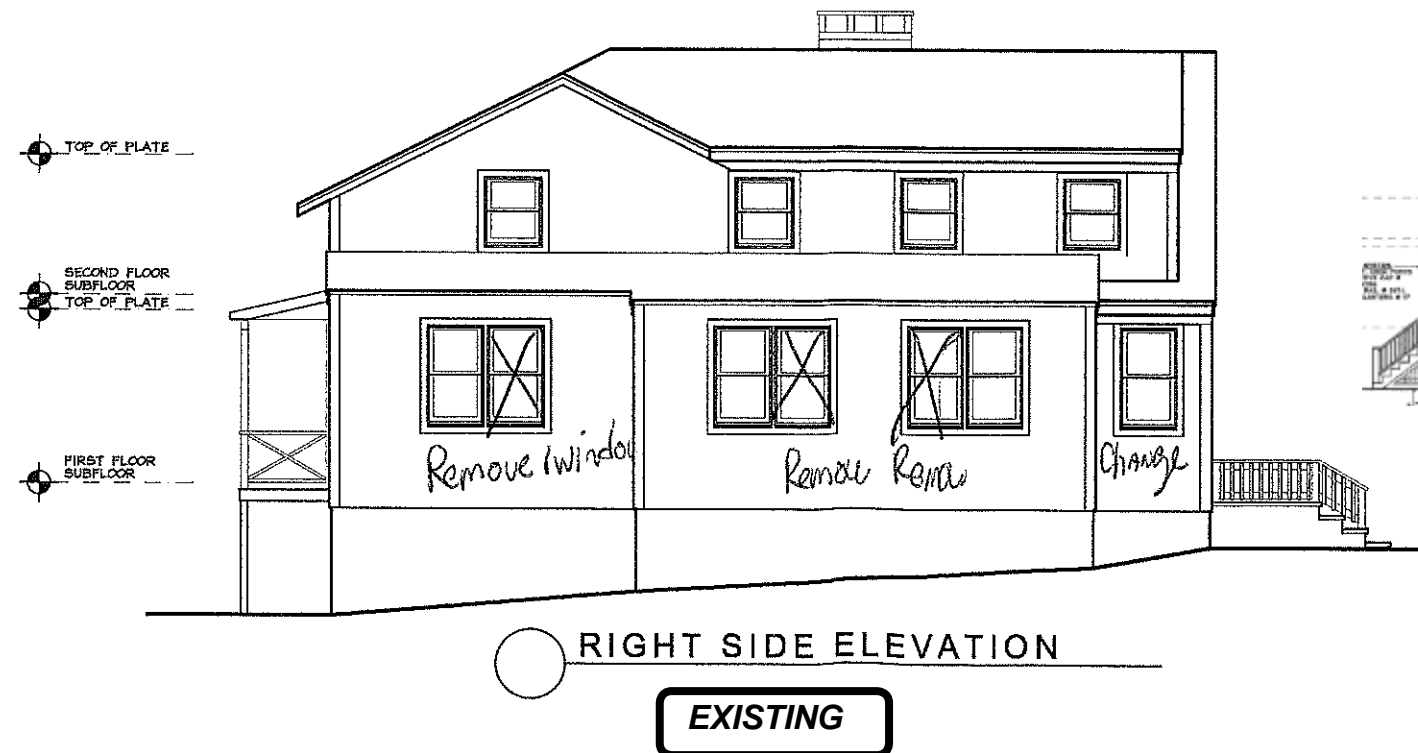 TOP OF PLATE
SECOND FLOOR
SUBFLOOR
TOP OF PLATE
FIRST FLOOR
SUBFLOOR
Remove 1 window
Remove
Change
RIGHT SIDE ELEVATION
EXISTING